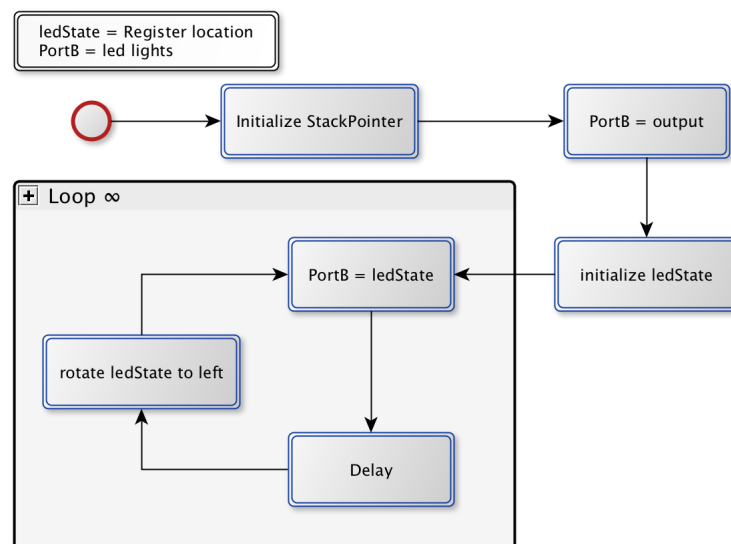 ledState = Register location
PortB = led lights
Initialize StackPointer
PortB = output
Loop ∞
PortB = ledState
initialize ledState
rotate ledState to left
Delay